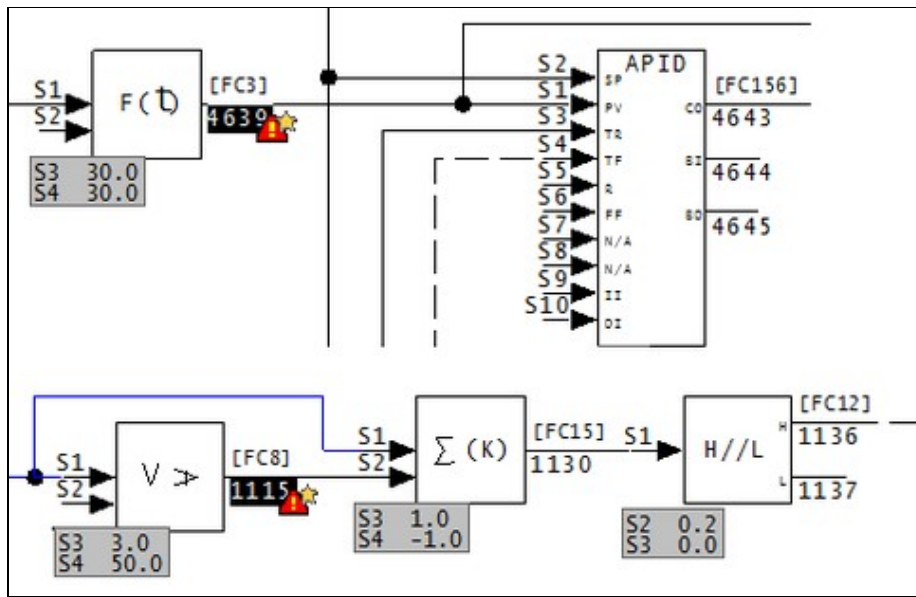 S1
S2
F(t)
[FC3]
4639
S3 30.0
S4 30.0
APID
S2 SP
S1 PV
S3 TR
S4 TF
S5 R
S6 FF
S7 N/A
S8 N/A
S9 II
S10 DI
[FC156]
CO 4643
BI 4644
BO 4645
S1
S2
V ≯
[FC8]
1115
S3 3.0
S4 50.0
S1
S2
∑(K)
[FC15]
1130
S3 1.0
S4 -1.0
S1
H//L
[FC12]
H 1136
L 1137
S2 0.2
S3 0.0